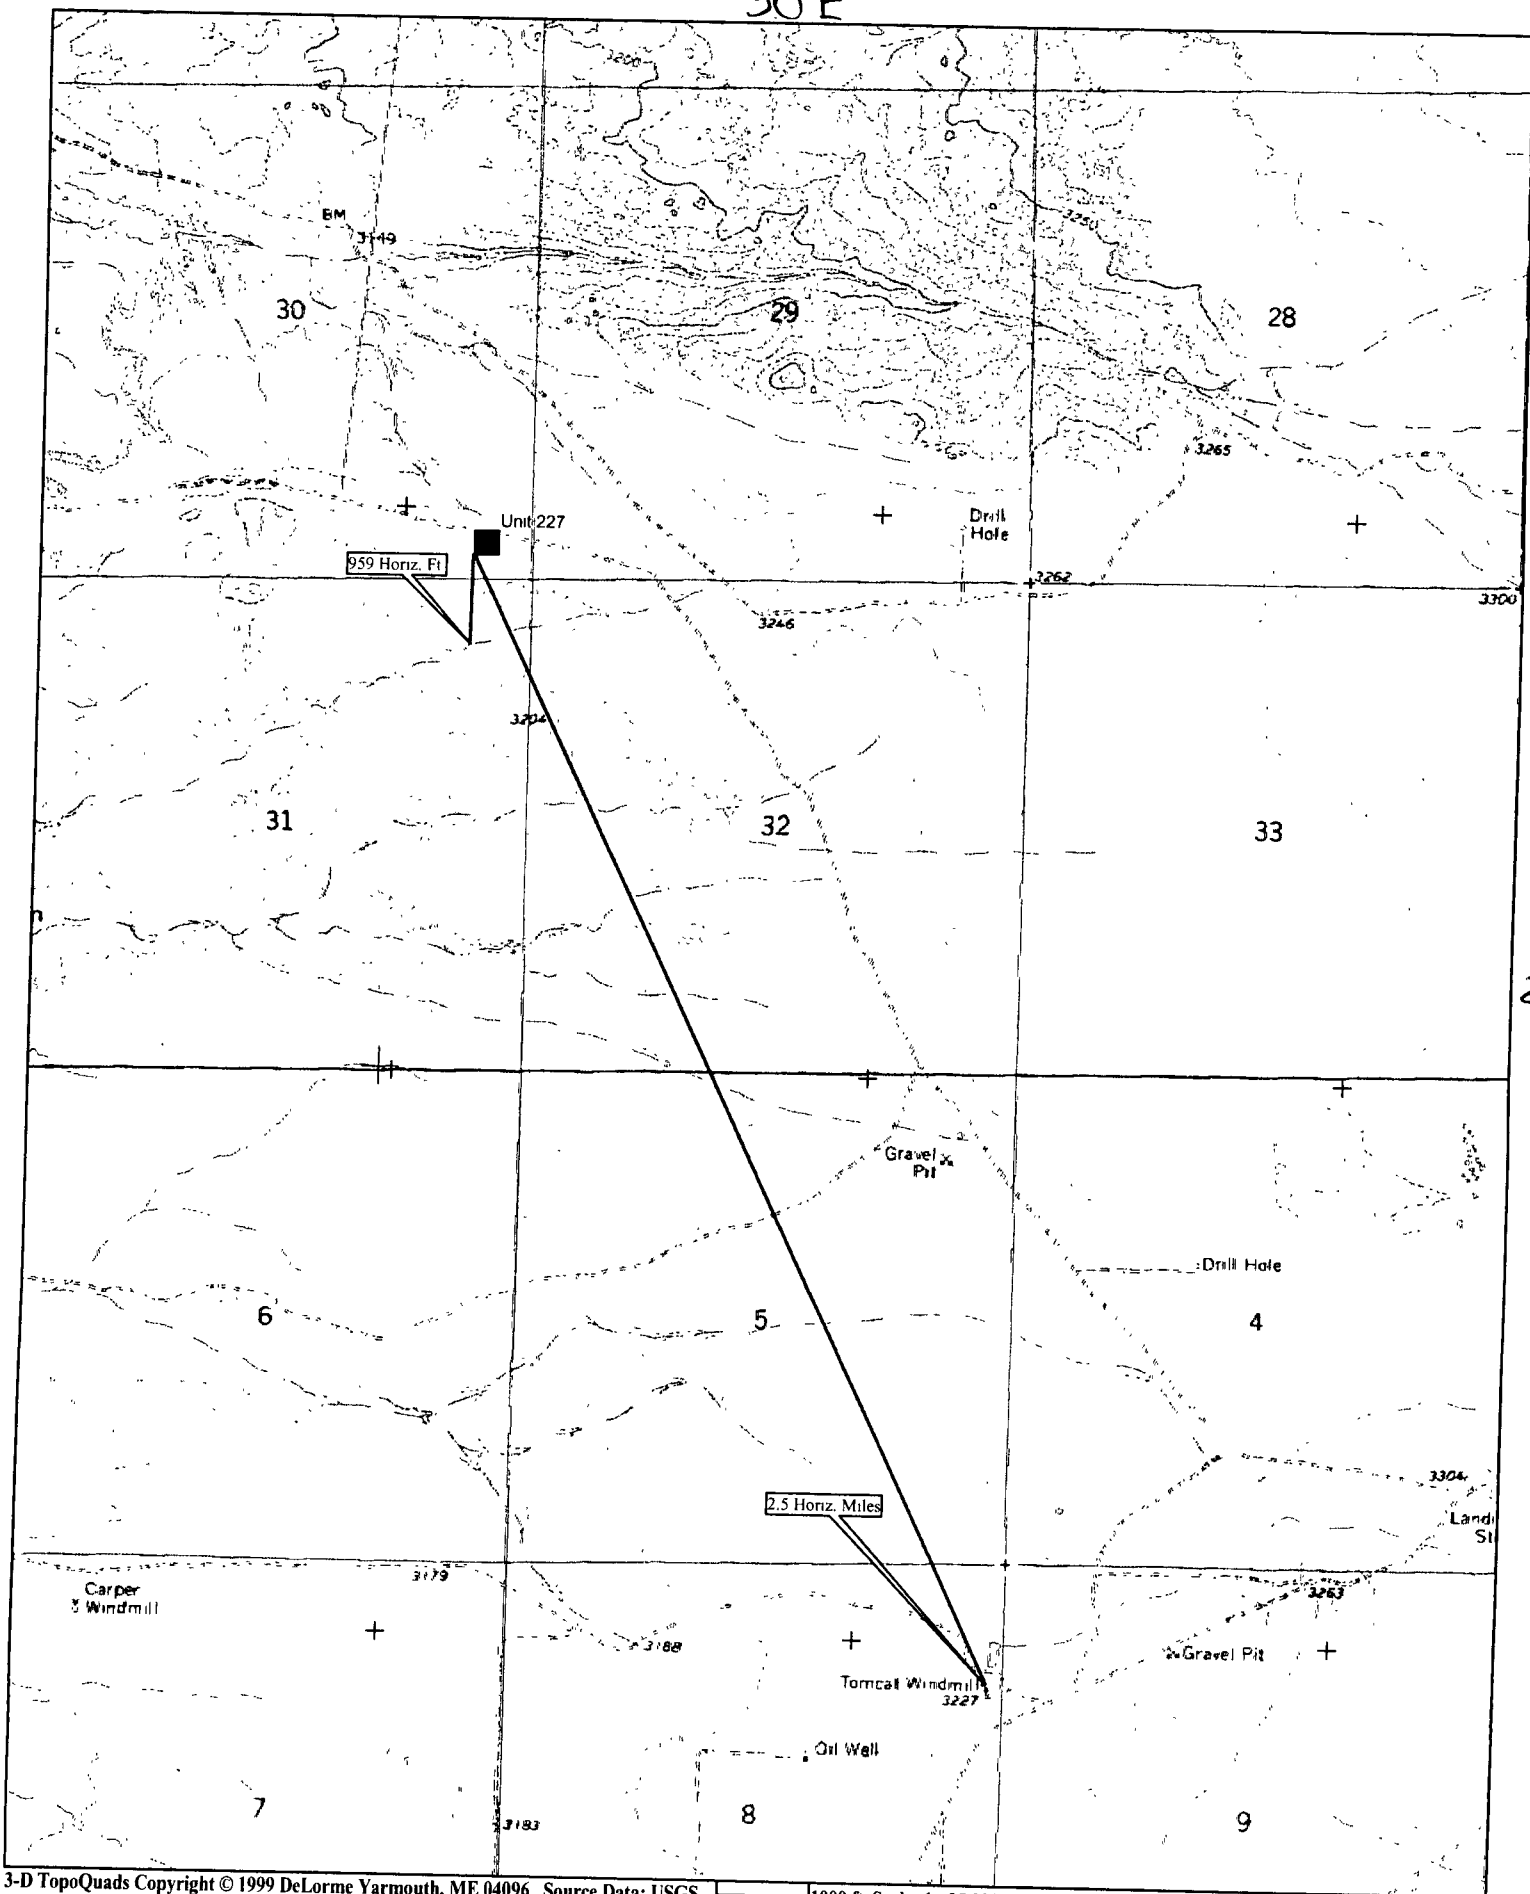 30 E
3200
BM
3149
3250
30
29
28
3265
Unit 227
Drill
Hole
959 Horiz. Ft
3262
3300
3246
3204
31
32
33
Gravel
Pit
Drill Hole
6
5
4
3304
2.5 Horiz. Miles
Land
St
3179
Carper
Windmill
3263
3188
Gravel Pit
Tomcat Windmill
3227
Oil Well
7
8
9
3183
3-D TopoQuads Copyright © 1999 DeLorme Yarmouth, ME 04096 Source Data: USGS